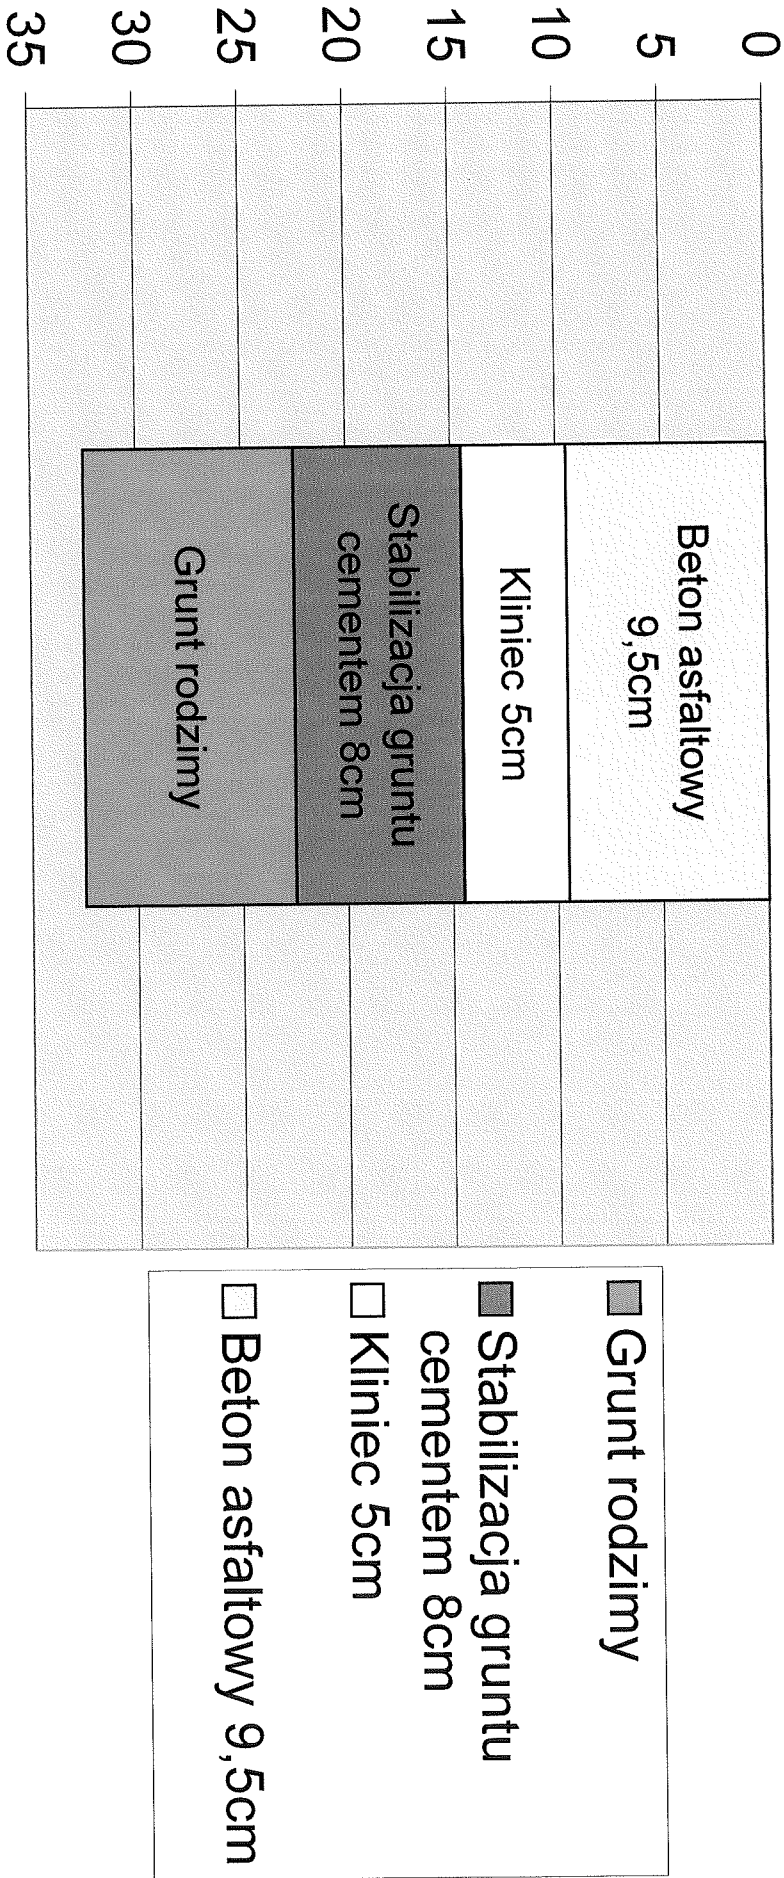 0
5
10
15
20
25
30
35
Beton asfaltowy
9,5cm
Kliniec 5cm
Stabilizacja gruntu
cementem 8cm
Grunt rodzimy
Grunt rodzimy
Stabilizacja gruntu
cementem 8cm
Kliniec 5cm
Beton asfaltowy 9,5cm